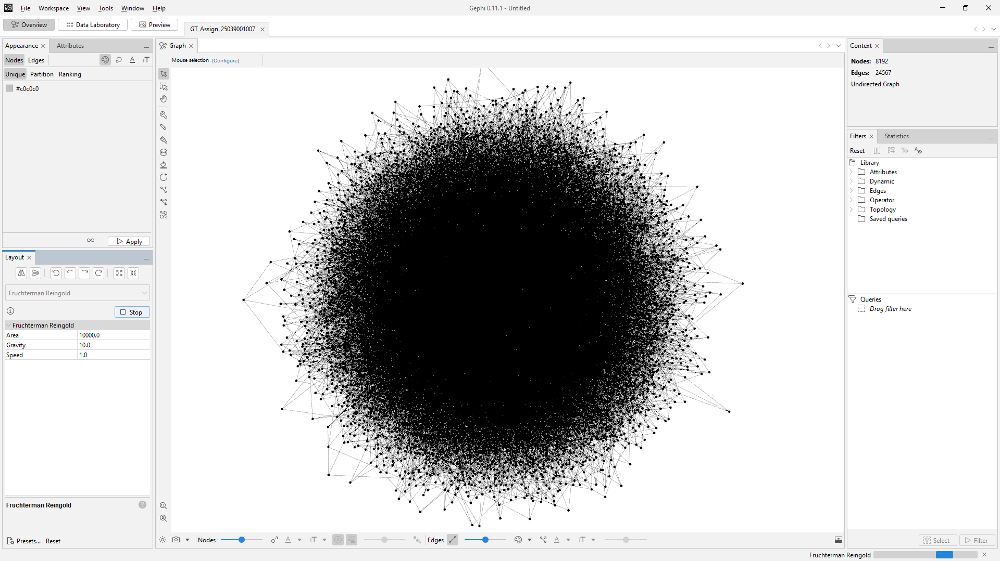 File Workspace View Tools Window Help
Gephi 0.11.1 - Untitled
Overview Data Laboratory Preview
GT_Assign_25039001007
Appearance Attributes
Nodes Edges
Unique Partition Ranking
#c0c0c0
Apply
Layout
Fruchterman Reingold
Stop
Fruchterman Reingold
Area 10000.0
Gravity 10.0
Speed 1.0
Fruchterman Reingold
Presets... Reset
Graph
Mouse selection (Configure)
Nodes
Edges
Context
Nodes: 8192
Edges: 24567
Undirected Graph
Filters Statistics
Reset
Library
Attributes
Dynamic
Edges
Operator
Topology
Saved queries
Queries
Drag filter here
Select Filter
Fruchterman Reingold